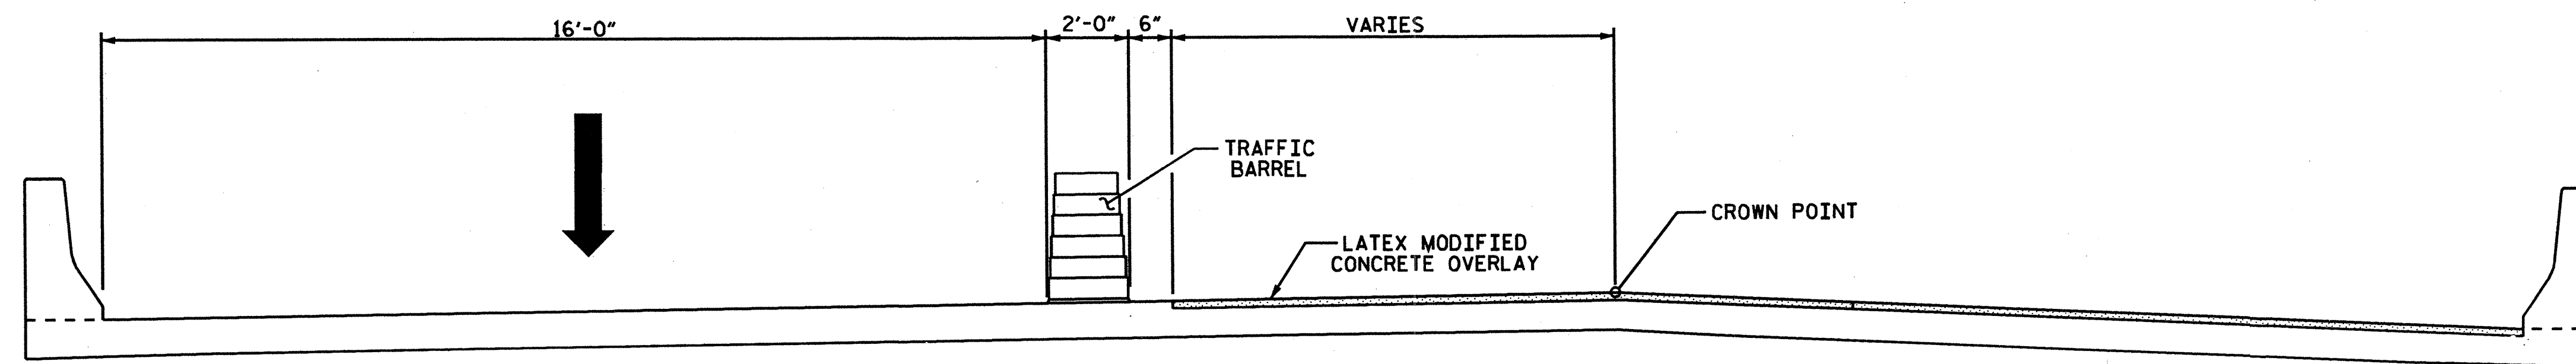 16'-0"
2'-0"
6"
VARIES
TRAFFIC
BARREL
CROWN POINT
LATEX MODIFIED
CONCRETE OVERLAY